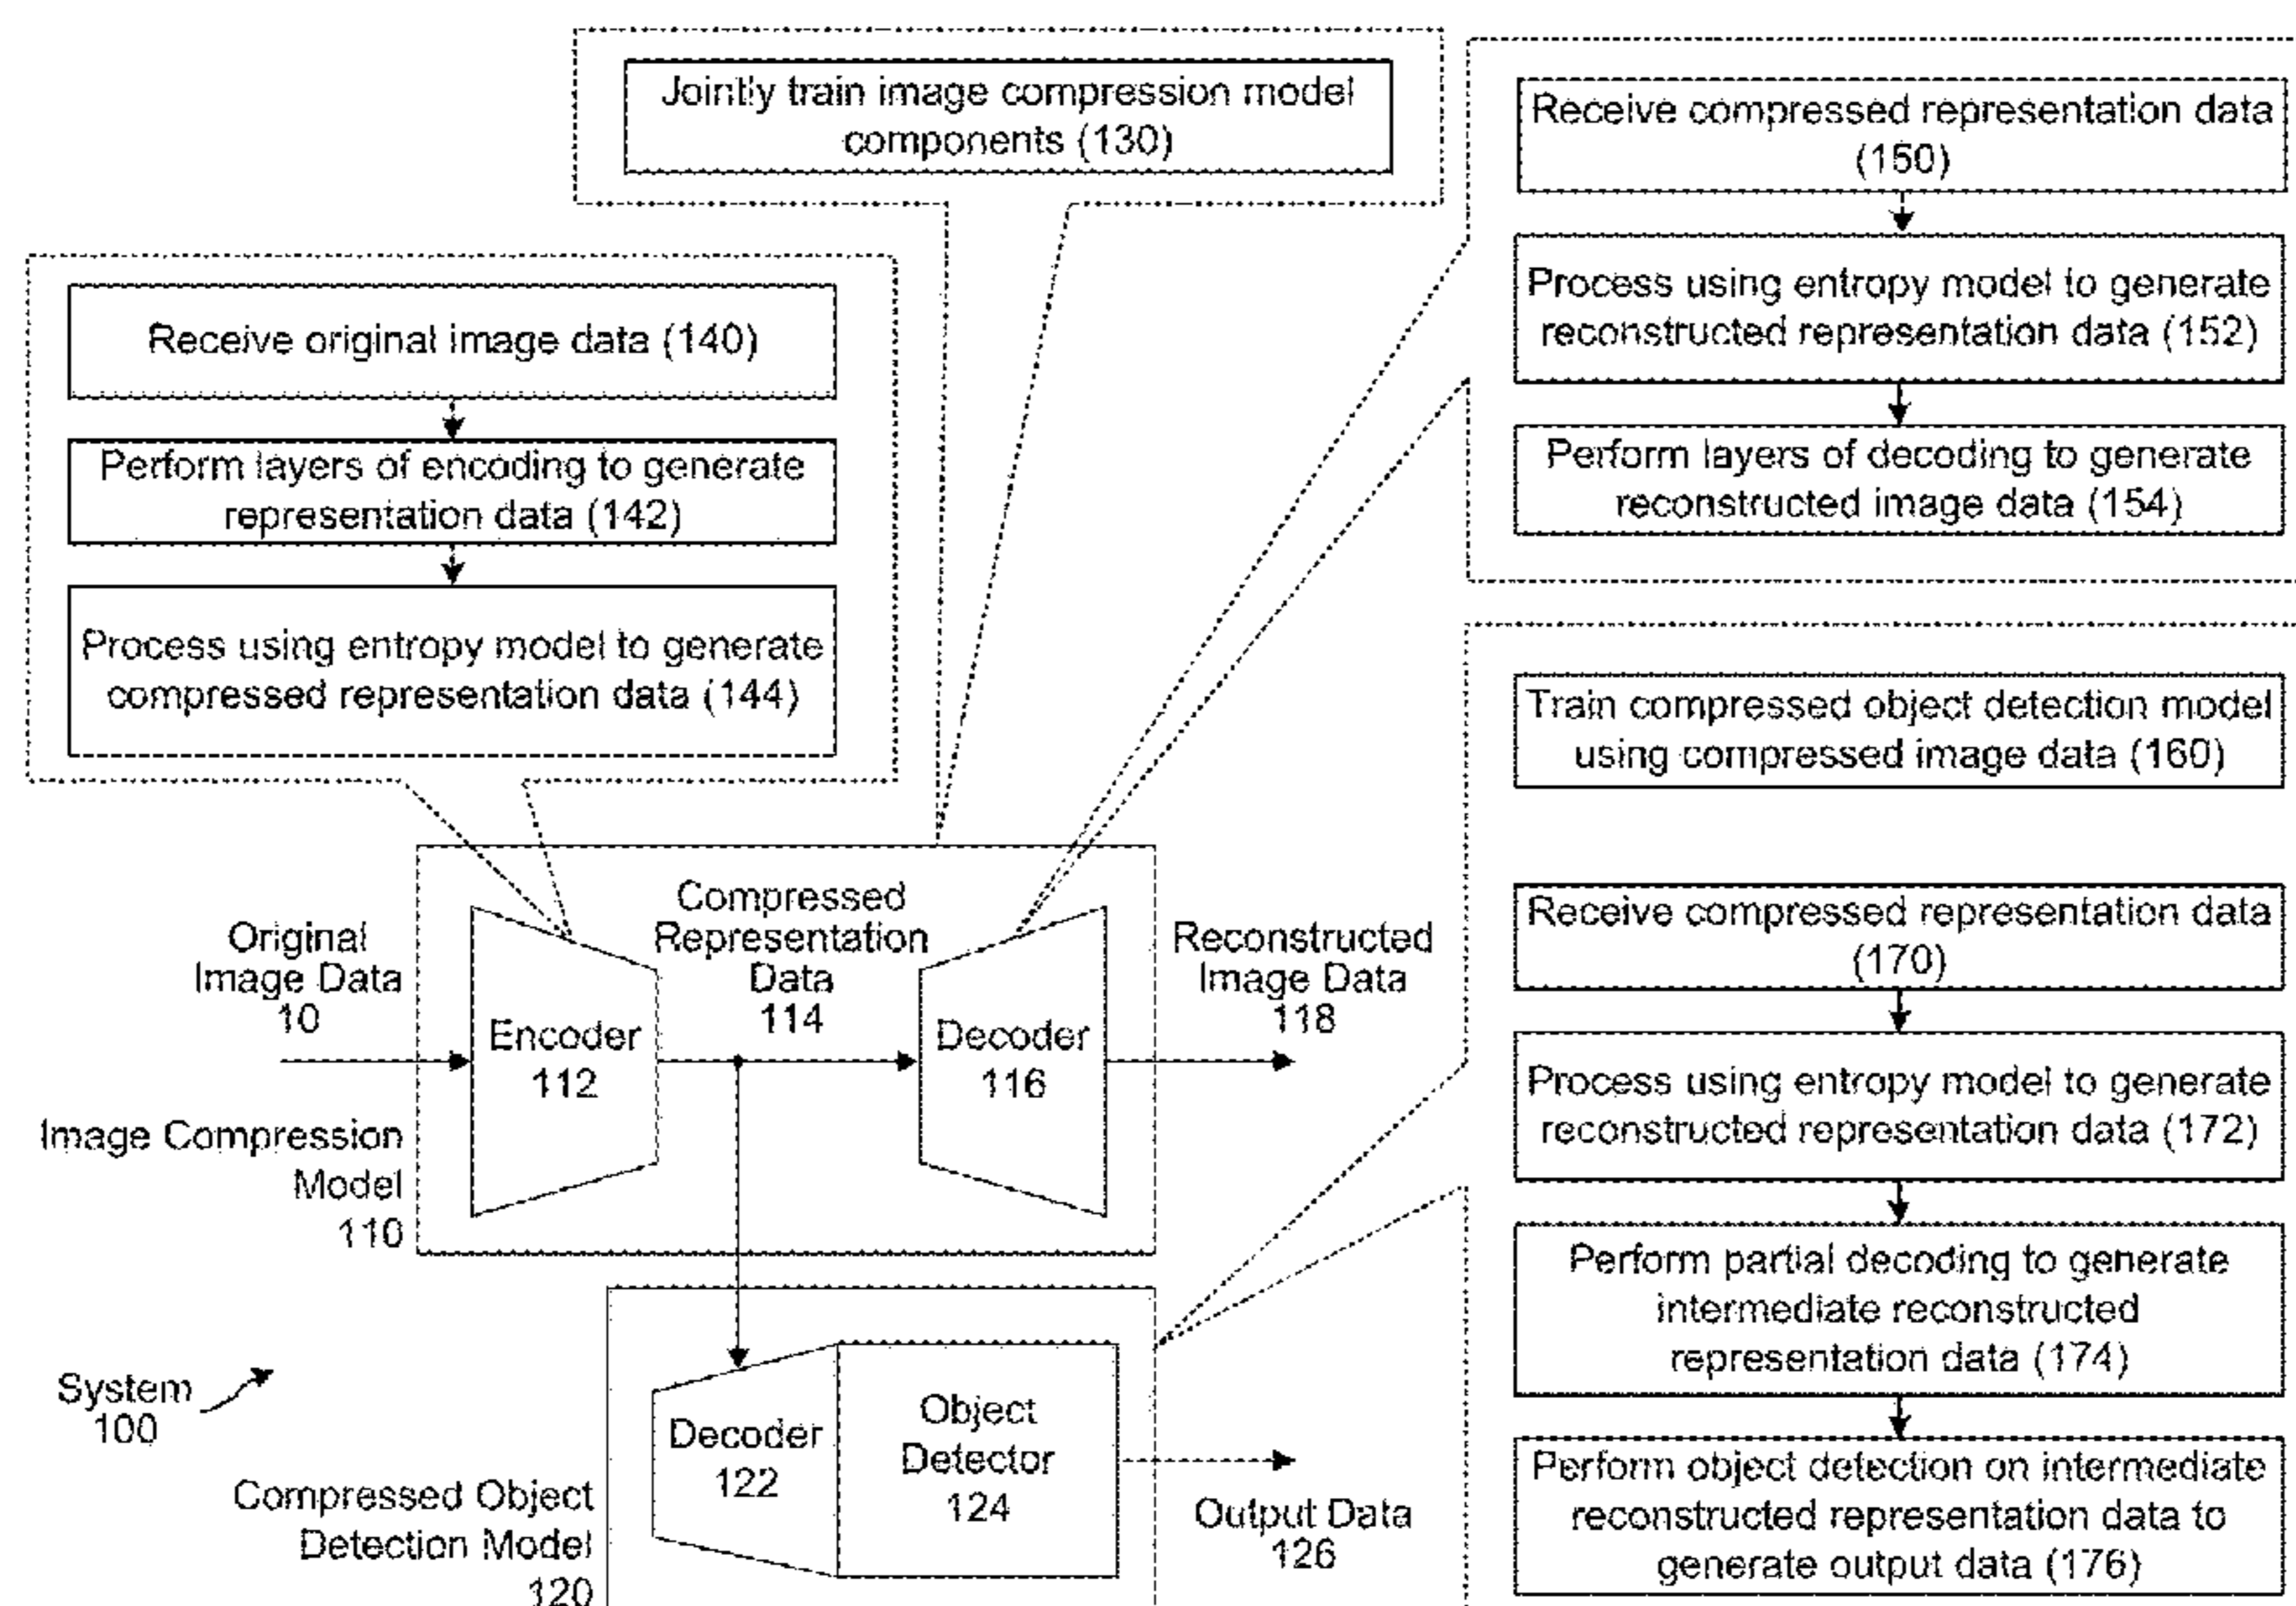 Jointly train image compression model
components (130)
Receive original image data (140)
Perform layers of encoding to generate
representation data (142)
Process using entropy model to generate
compressed representation data (144)
Receive compressed representation data
(150)
Process using entropy model to generate
reconstructed representation data (152)
Perform layers of decoding to generate
reconstructed image data (154)
Train compressed object detection model
using compressed image data (160)
Receive compressed representation data
(170)
Process using entropy model to generate
reconstructed representation data (172)
Perform partial decoding to generate
intermediate reconstructed
representation data (174)
Perform object detection on intermediate
reconstructed representation data to
generate output data (176)
Original
Image Data
10
Encoder
112
Compressed
Representation
Data
114
Decoder
116
Reconstructed
Image Data
118
Image Compression
Model
110
System
100
Decoder
122
Object
Detector
124
Output Data
126
Compressed Object
Detection Model
120